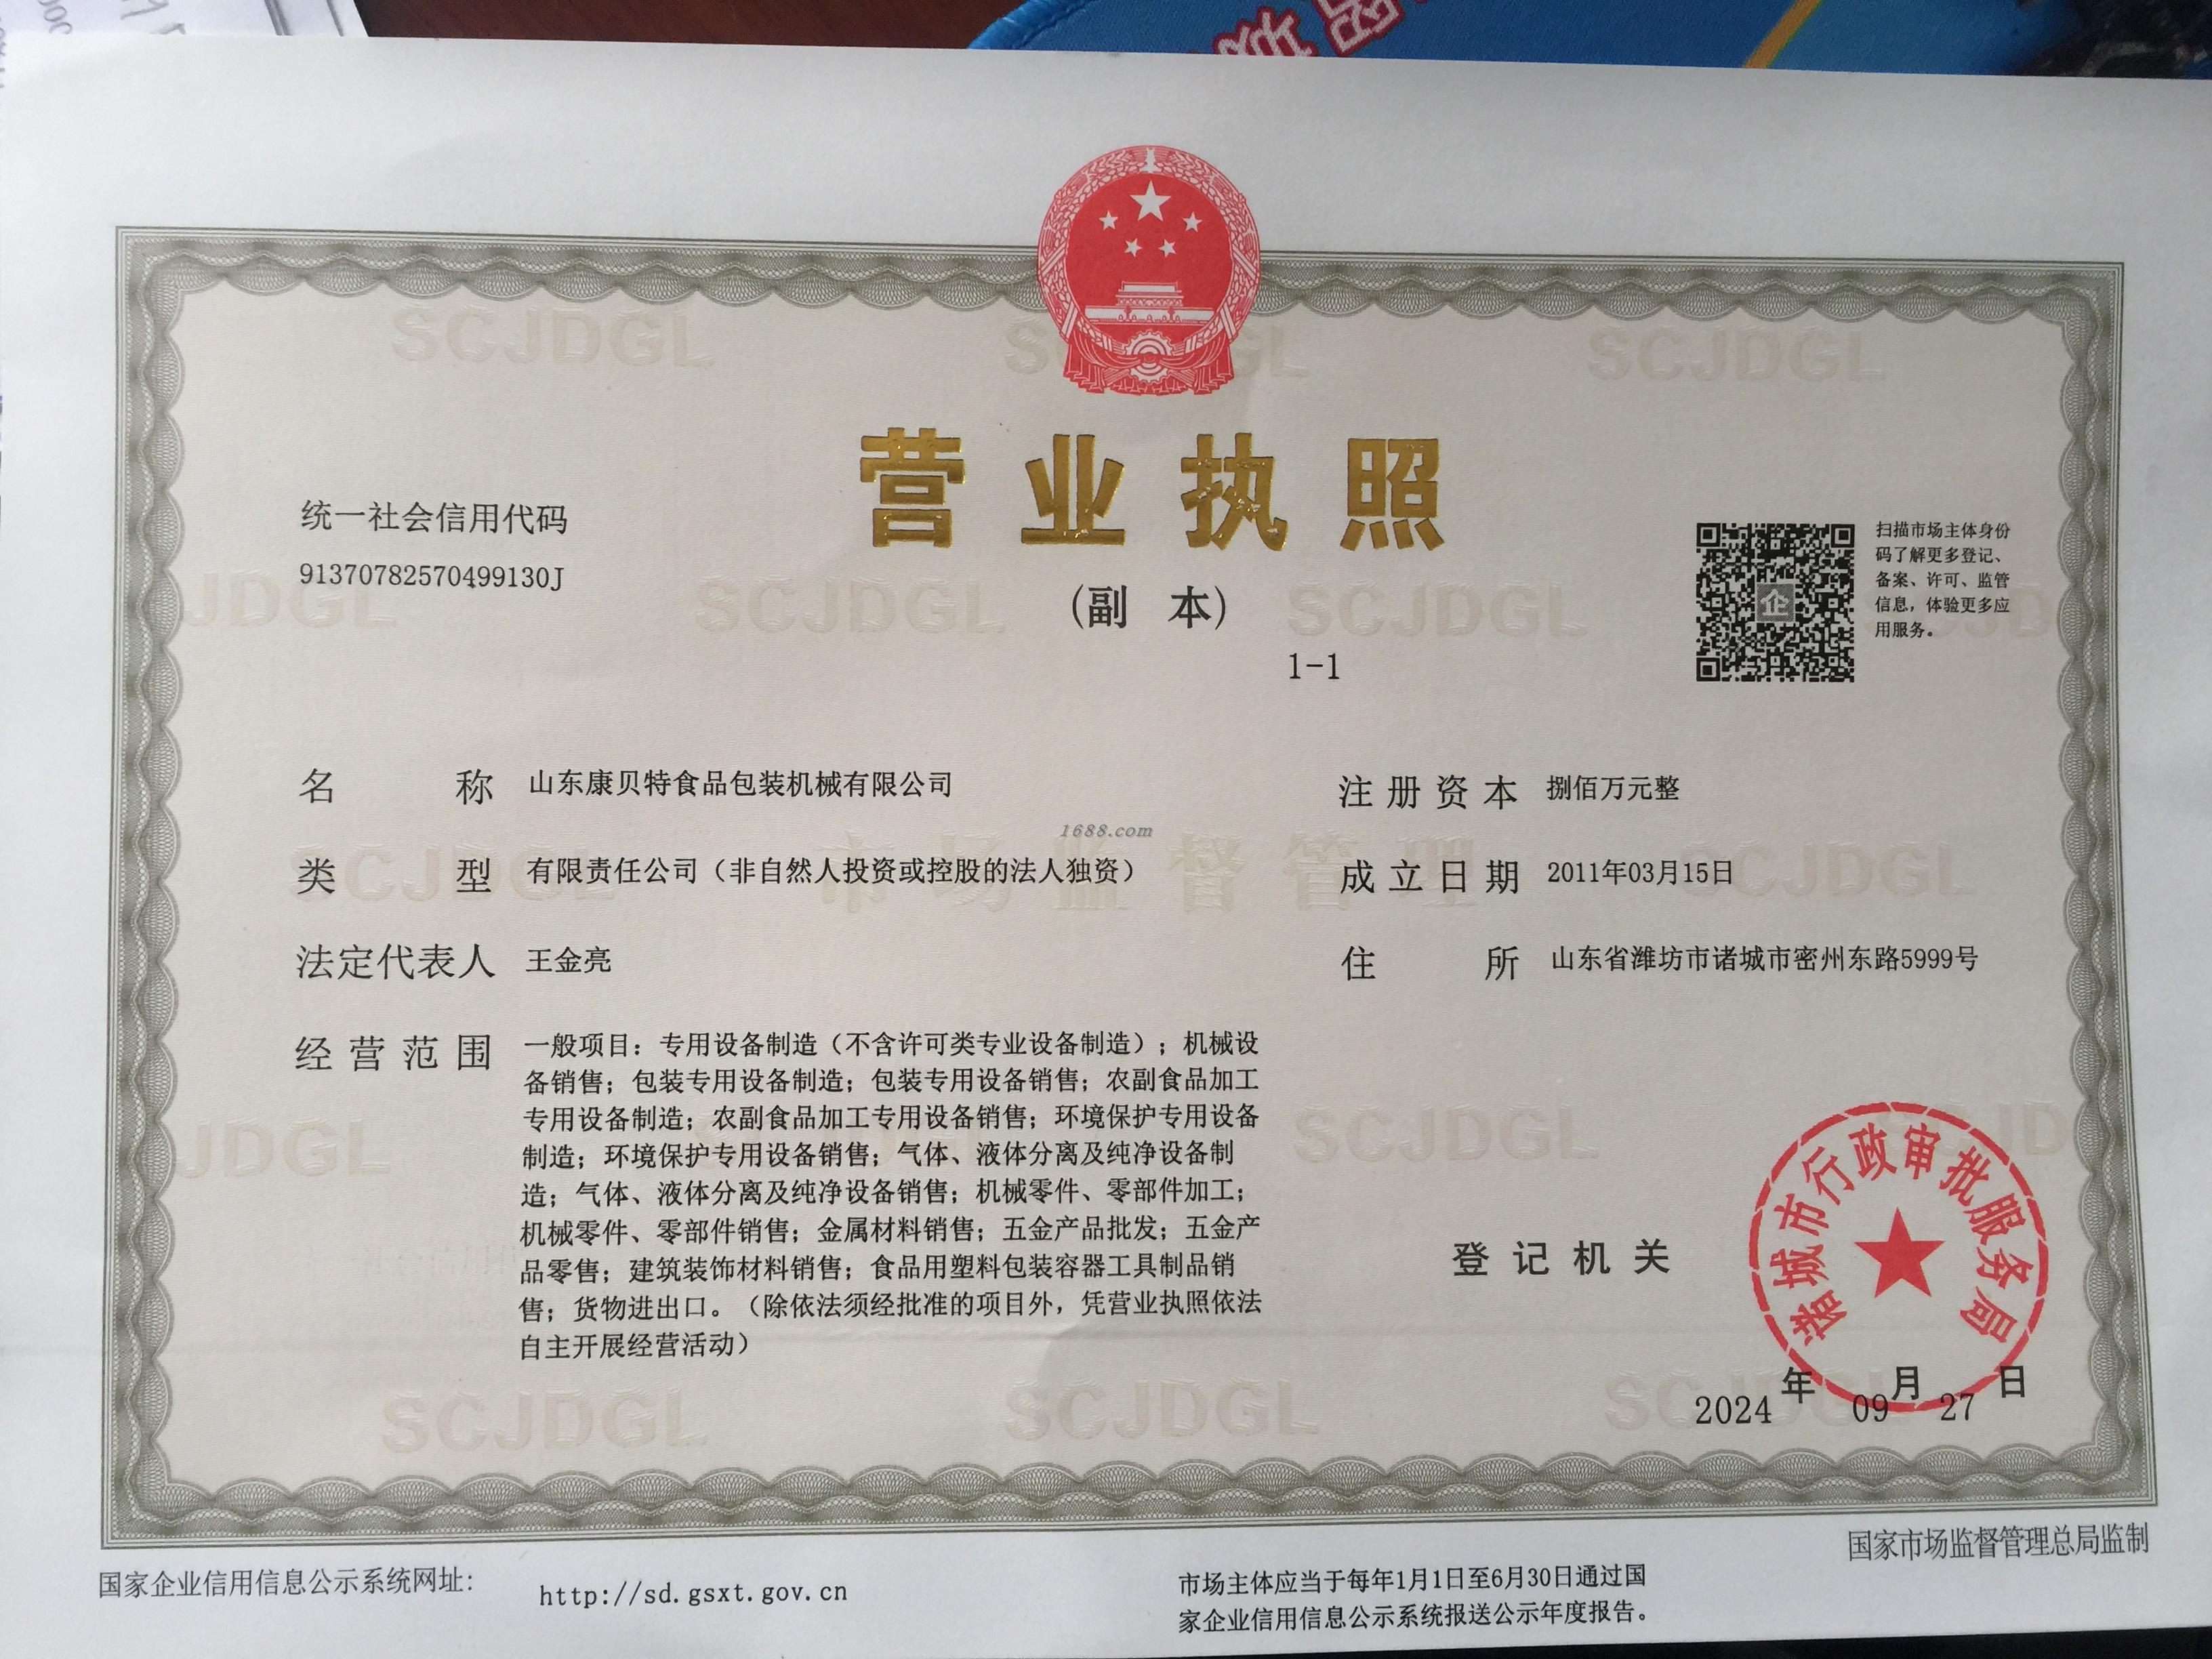 营业执照
(副 本)
1-1
统一社会信用代码
91370782570499130J
扫描市场主体身份
码了解更多登记、
备案、许可、监管
信息，体验更多应
用服务。
企
名 称 山东康贝特食品包装机械有限公司
类 型 有限责任公司（非自然人投资或控股的法人独资）
法定代表人 王金亮
经营范围 一般项目：专用设备制造（不含许可类专业设备制造）；机械设
备销售；包装专用设备制造；包装专用设备销售；农副食品加工
专用设备制造；农副食品加工专用设备销售；环境保护专用设备
制造；环境保护专用设备销售；气体、液体分离及纯净设备制
造；气体、液体分离及纯净设备销售；机械零件、零部件加工；
机械零件、零部件销售；金属材料销售；五金产品批发；五金产
品零售；建筑装饰材料销售；食品用塑料包装容器工具制品销
售；货物进出口。（除依法须经批准的项目外，凭营业执照依法
自主开展经营活动）
注册资本 捌佰万元整
成立日期 2011年03月15日
住 所 山东省潍坊市诸城市密州东路5999号
1688.com
市场监督管理
SCJDGL
登记机关
诸城市行政审批服务局
2024年09月27日
国家企业信用信息公示系统网址：
http://sd.gsxt.gov.cn
市场主体应当于每年1月1日至6月30日通过国
家企业信用信息公示系统报送公示年度报告。
国家市场监督管理总局监制